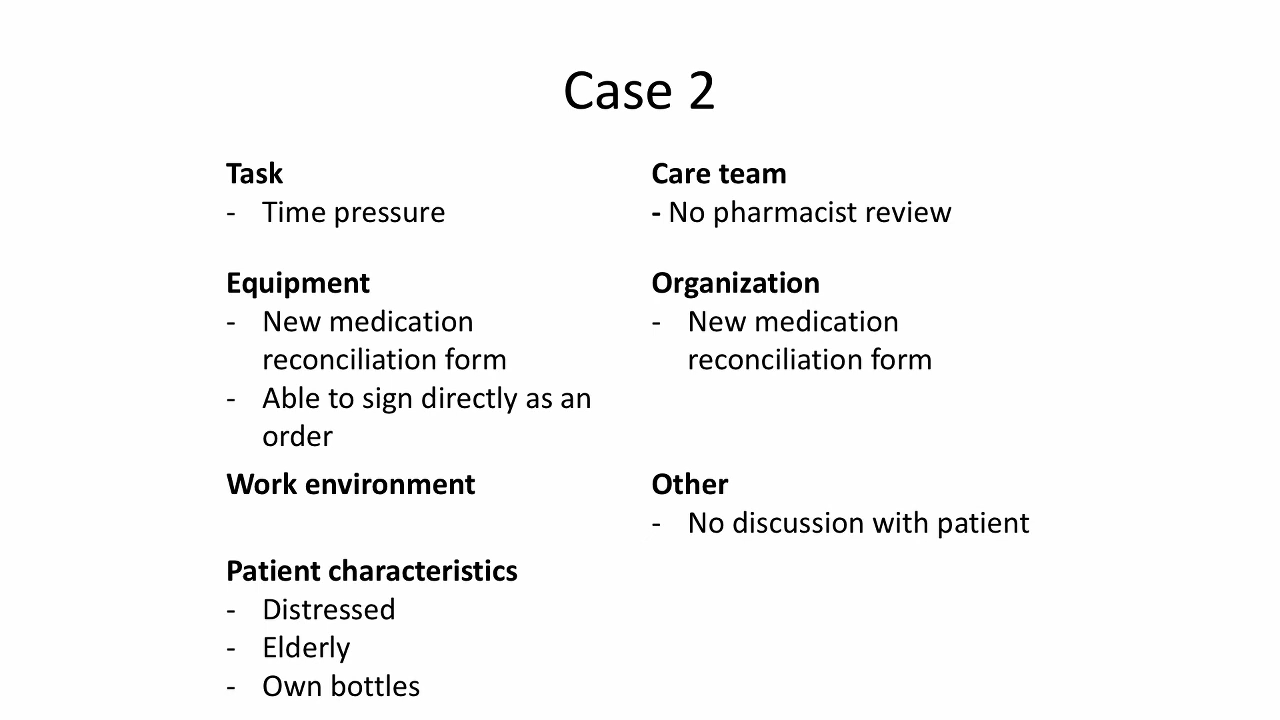 Case 2
Task
- Time pressure
Equipment
- New medication
reconciliation form
- Able to sign directly as an
order
Work environment
Patient characteristics
- Distressed
- Elderly
- Own bottles
Care team
- No pharmacist review
Organization
- New medication
reconciliation form
Other
- No discussion with patient